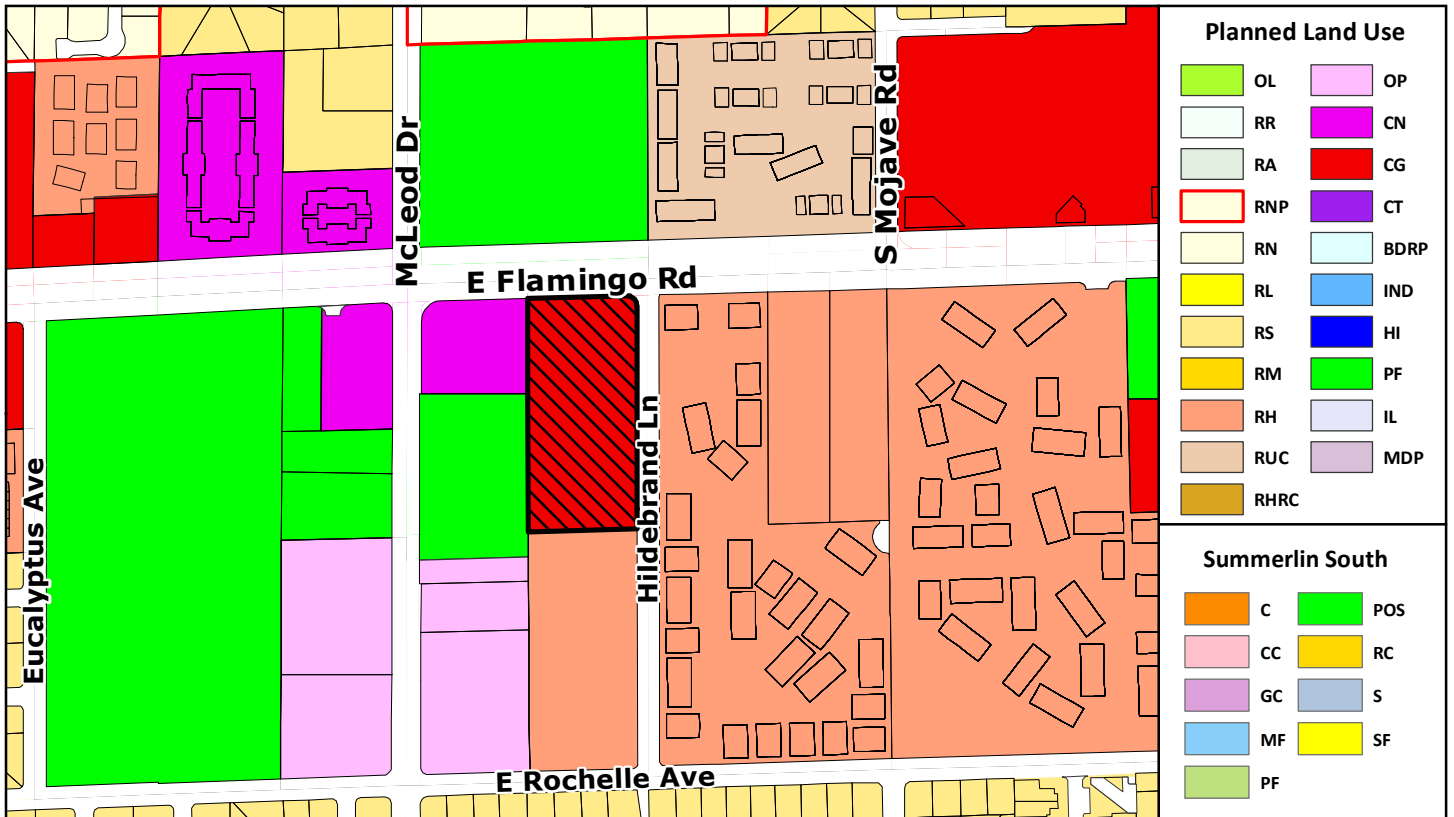 McLeod Dr
S Mojave Rd
E Flamingo Rd
Hildebrand Ln
Eucalyptus Ave
E Rochelle Ave
Planned Land Use
OL
RR
RA
RNP
RN
RL
RS
RM
RH
RUC
RHRC
OP
CN
CG
CT
BDRP
IND
HI
PF
IL
MDP
Summerlin South
C
CC
GC
MF
PF
POS
RC
S
SF